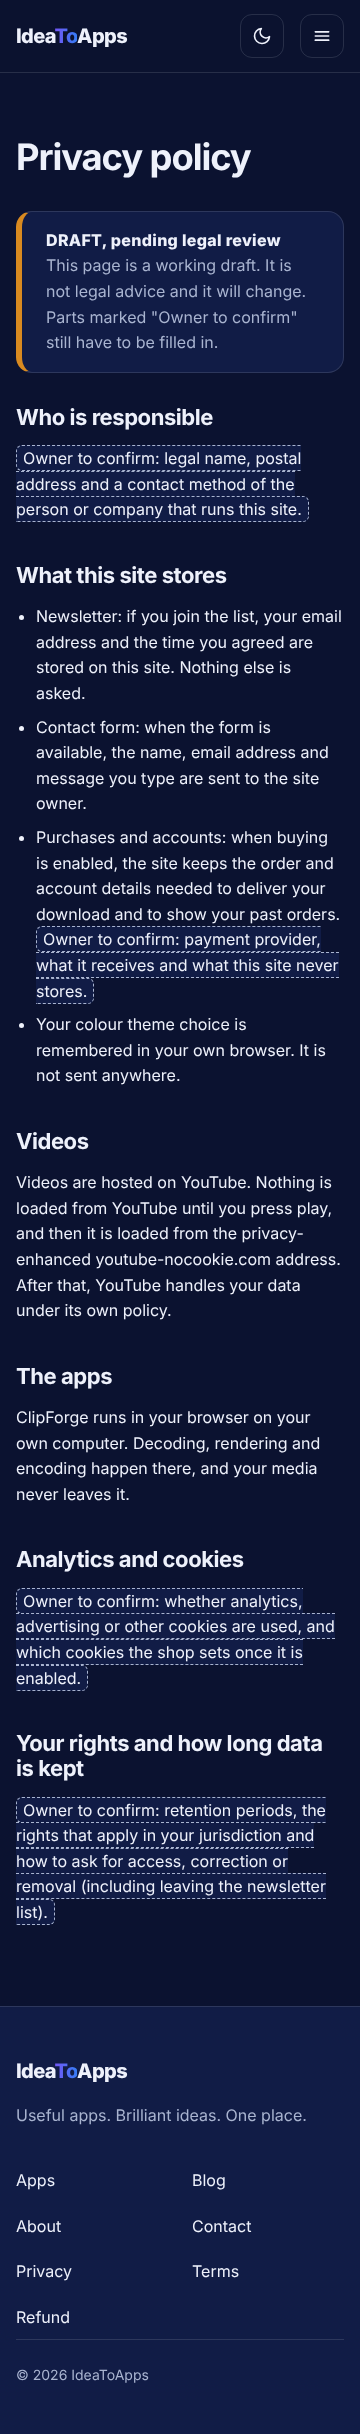 IdeaToApps
Privacy policy
DRAFT, pending legal review
This page is a working draft. It is
not legal advice and it will change.
Parts marked "Owner to confirm"
still have to be filled in.
Who is responsible
Owner to confirm: legal name, postal
address and a contact method of the
person or company that runs this site.
What this site stores
• Newsletter: if you join the list, your email
address and the time you agreed are
stored on this site. Nothing else is
asked.
• Contact form: when the form is
available, the name, email address and
message you type are sent to the site
owner.
• Purchases and accounts: when buying
is enabled, the site keeps the order and
account details needed to deliver your
download and to show your past orders.
Owner to confirm: payment provider,
what it receives and what this site never
stores.
• Your colour theme choice is
remembered in your own browser. It is
not sent anywhere.
Videos
Videos are hosted on YouTube. Nothing is
loaded from YouTube until you press play,
and then it is loaded from the privacy-
enhanced youtube-nocookie.com address.
After that, YouTube handles your data
under its own policy.
The apps
ClipForge runs in your browser on your
own computer. Decoding, rendering and
encoding happen there, and your media
never leaves it.
Analytics and cookies
Owner to confirm: whether analytics,
advertising or other cookies are used, and
which cookies the shop sets once it is
enabled.
Your rights and how long data
is kept
Owner to confirm: retention periods, the
rights that apply in your jurisdiction and
how to ask for access, correction or
removal (including leaving the newsletter
list).
IdeaToApps
Useful apps. Brilliant ideas. One place.
Apps
Blog
About
Contact
Privacy
Terms
Refund
© 2026 IdeaToApps